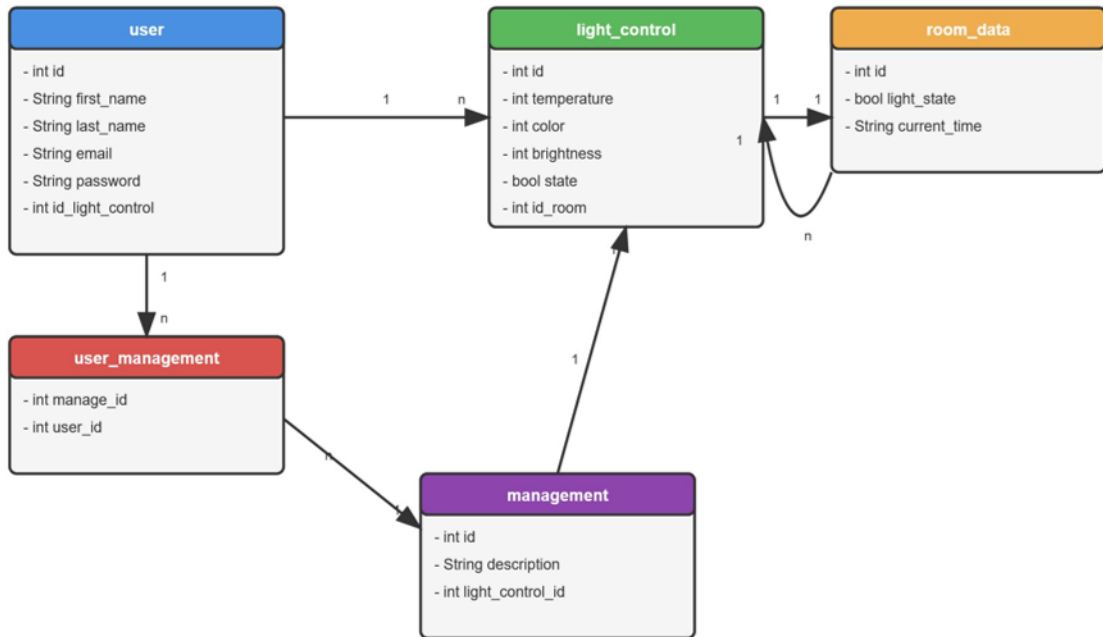 user
- int id
- String first_name
- String last_name
- String email
- String password
- int id_light_control
1
n
light_control
- int id
- int temperature
- int color
- int brightness
- bool state
- int id_room
1
1
1
n
room_data
- int id
- bool light_state
- String current_time
1
n
user_management
- int manage_id
- int user_id
n
1
n
management
- int id
- String description
- int light_control_id